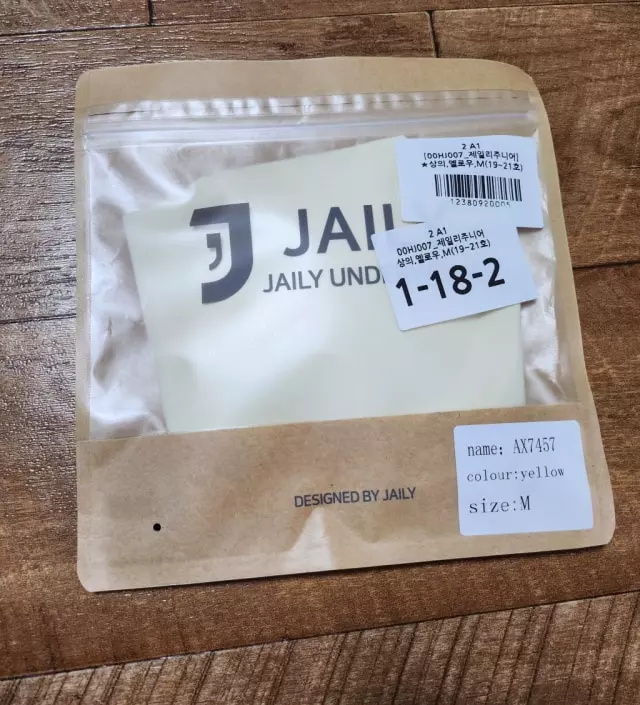 2 A1
[00HJ007_제일리주니어]
★상의,옐로우,M(19~21호)
12380920005
J
JAIL
JAILY UND
2 A1
00HJ007_제일리주니어
상의,옐로우,M(19~21호)
1-18-2
DESIGNED BY JAILY
name: AX7457
colour:yellow
size:M